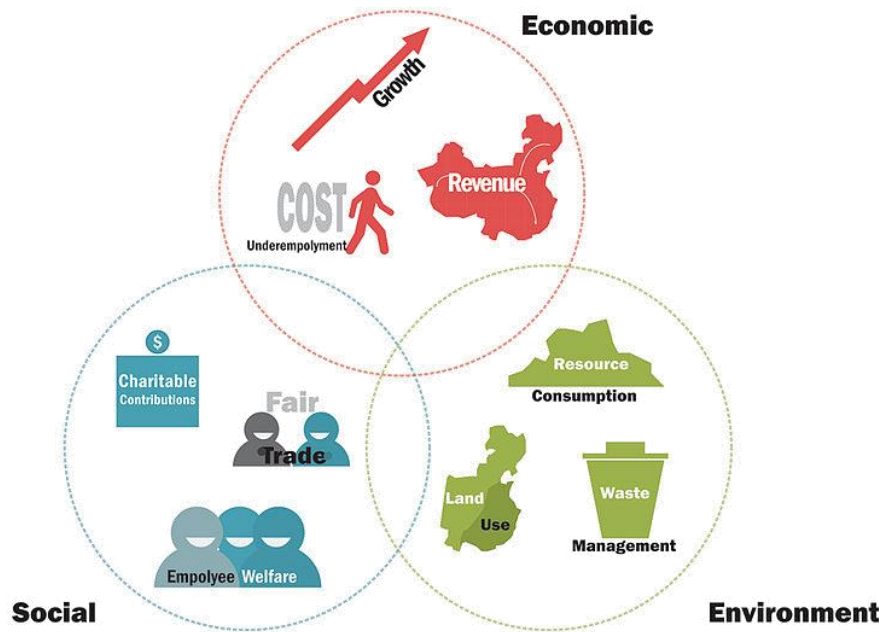 Economic
Growth
COST
Underempolyment
Revenue
$
Charitable
Contributions
Fair
Trade
Empolyee Welfare
Social
Resource
Consumption
Land
Use
Waste
Management
Environment